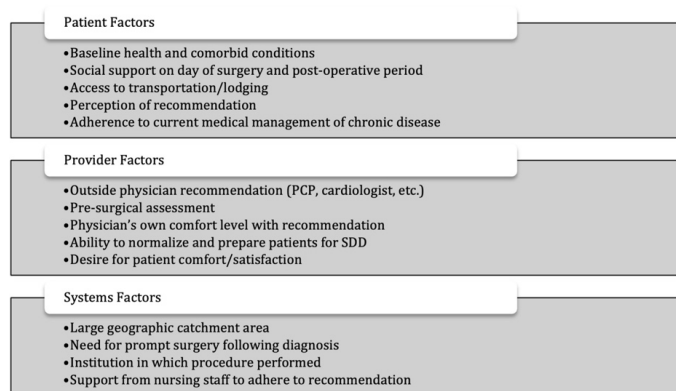 Patient Factors
•Baseline health and comorbid conditions
•Social support on day of surgery and post-operative period
•Access to transportation/lodging
•Perception of recommendation
•Adherence to current medical management of chronic disease
Provider Factors
•Outside physician recommendation (PCP, cardiologist, etc.)
•Pre-surgical assessment
•Physician's own comfort level with recommendation
•Ability to normalize and prepare patients for SDD
•Desire for patient comfort/satisfaction
Systems Factors
•Large geographic catchment area
•Need for prompt surgery following diagnosis
•Institution in which procedure performed
•Support from nursing staff to adhere to recommendation